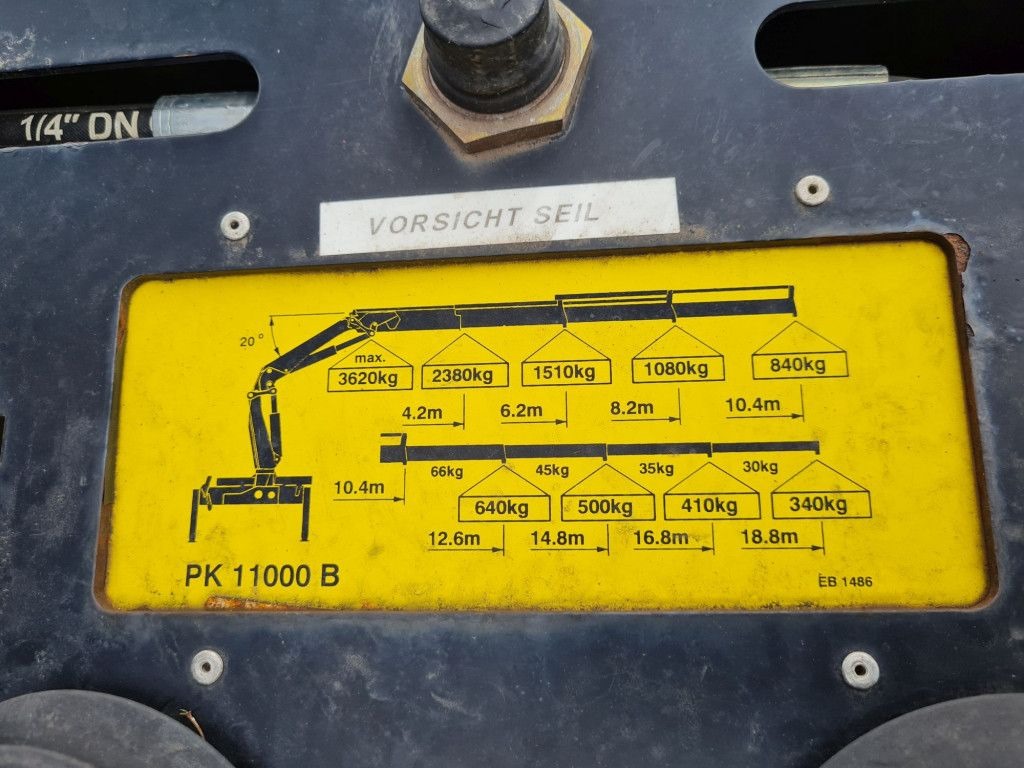 1/4" DN
VORSICHT SEIL
20°
max.
3620kg 2380kg 1510kg 1080kg 840kg
4.2m 6.2m 8.2m 10.4m
66kg 45kg 35kg 30kg
10.4m
640kg 500kg 410kg 340kg
12.6m 14.8m 16.8m 18.8m
PK 11000 B
EB 1486